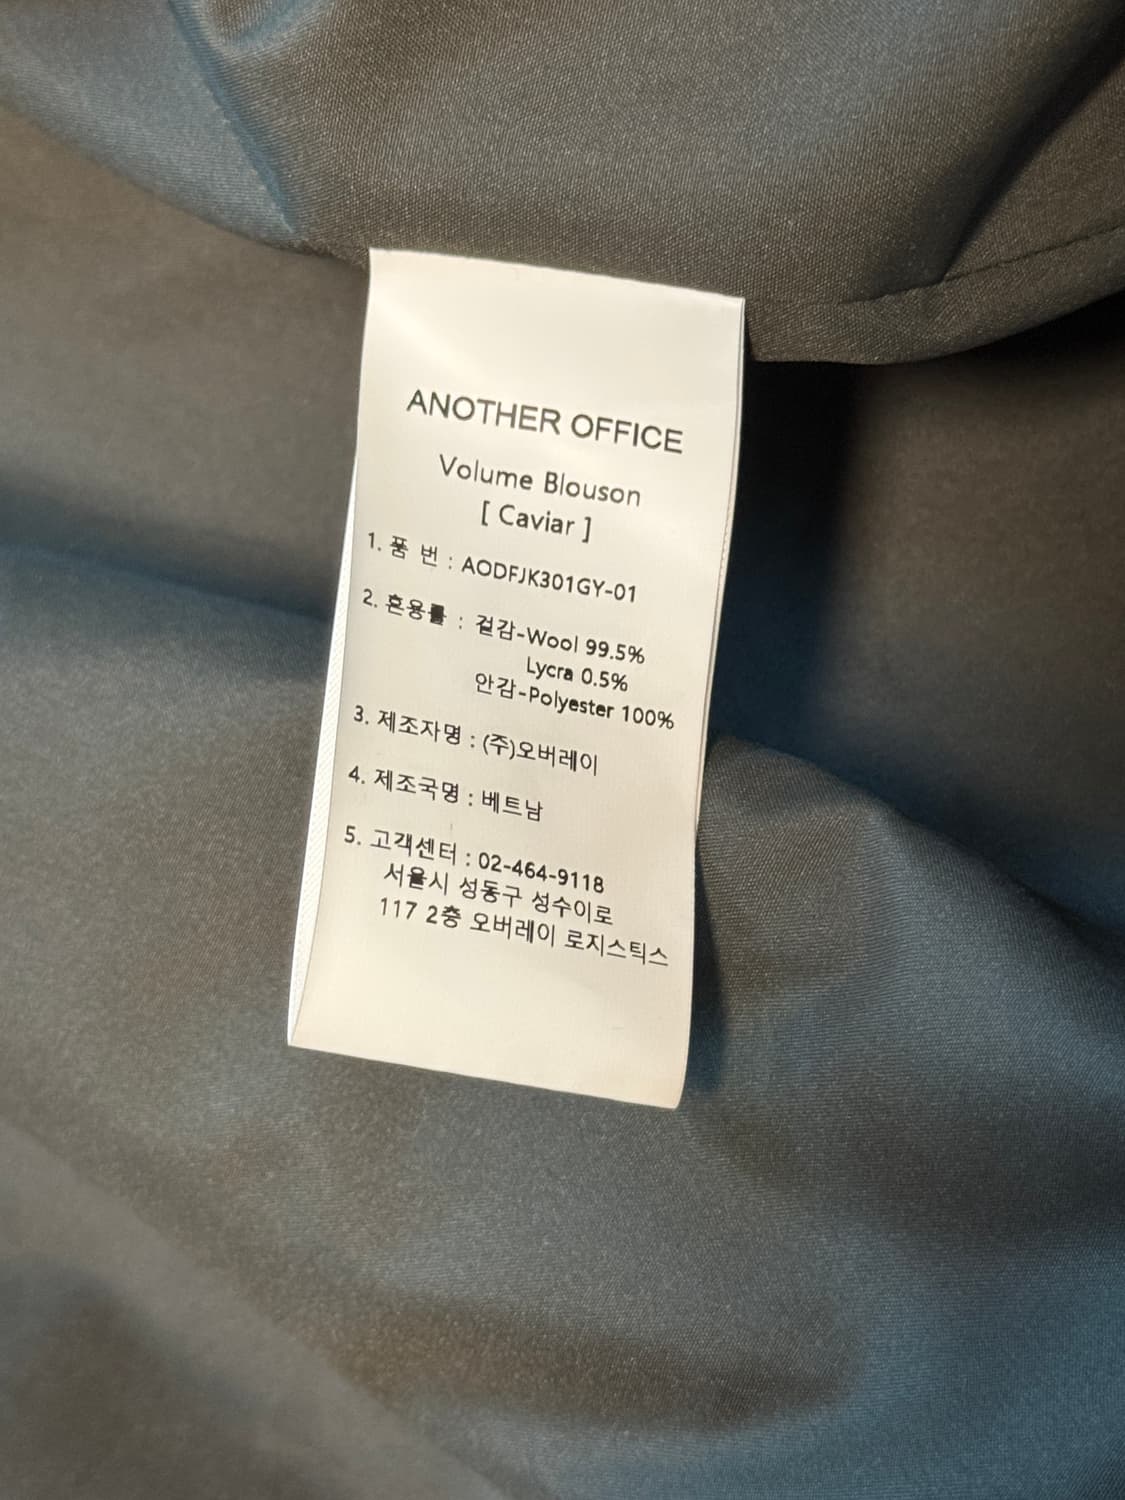 ANOTHER OFFICE
Volume Blouson
[ Caviar ]
1. 품 번 : AODFJK301GY-01
2. 혼용률 : 겉감-Wool 99.5%
Lycra 0.5%
안감-Polyester 100%
3. 제조자명 : (주)오버레이
4. 제조국명 : 베트남
5. 고객센터 : 02-464-9118
서울시 성동구 성수이로
117 2층 오버레이 로지스틱스